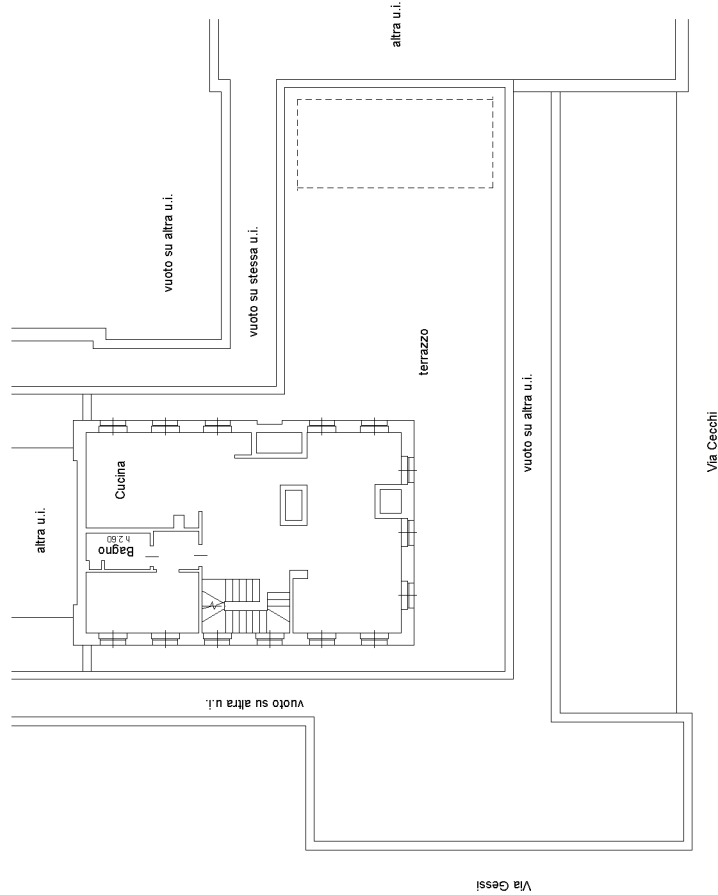 altra u.i.
vuoto su altra u.i.
vuoto su stessa u.i.
terrazzo
vuoto su altra u.i.
Via Cecchi
Cucina
altra u.i.
Bagno
h 2.60
vuoto su altra u.i.
Via Gessi